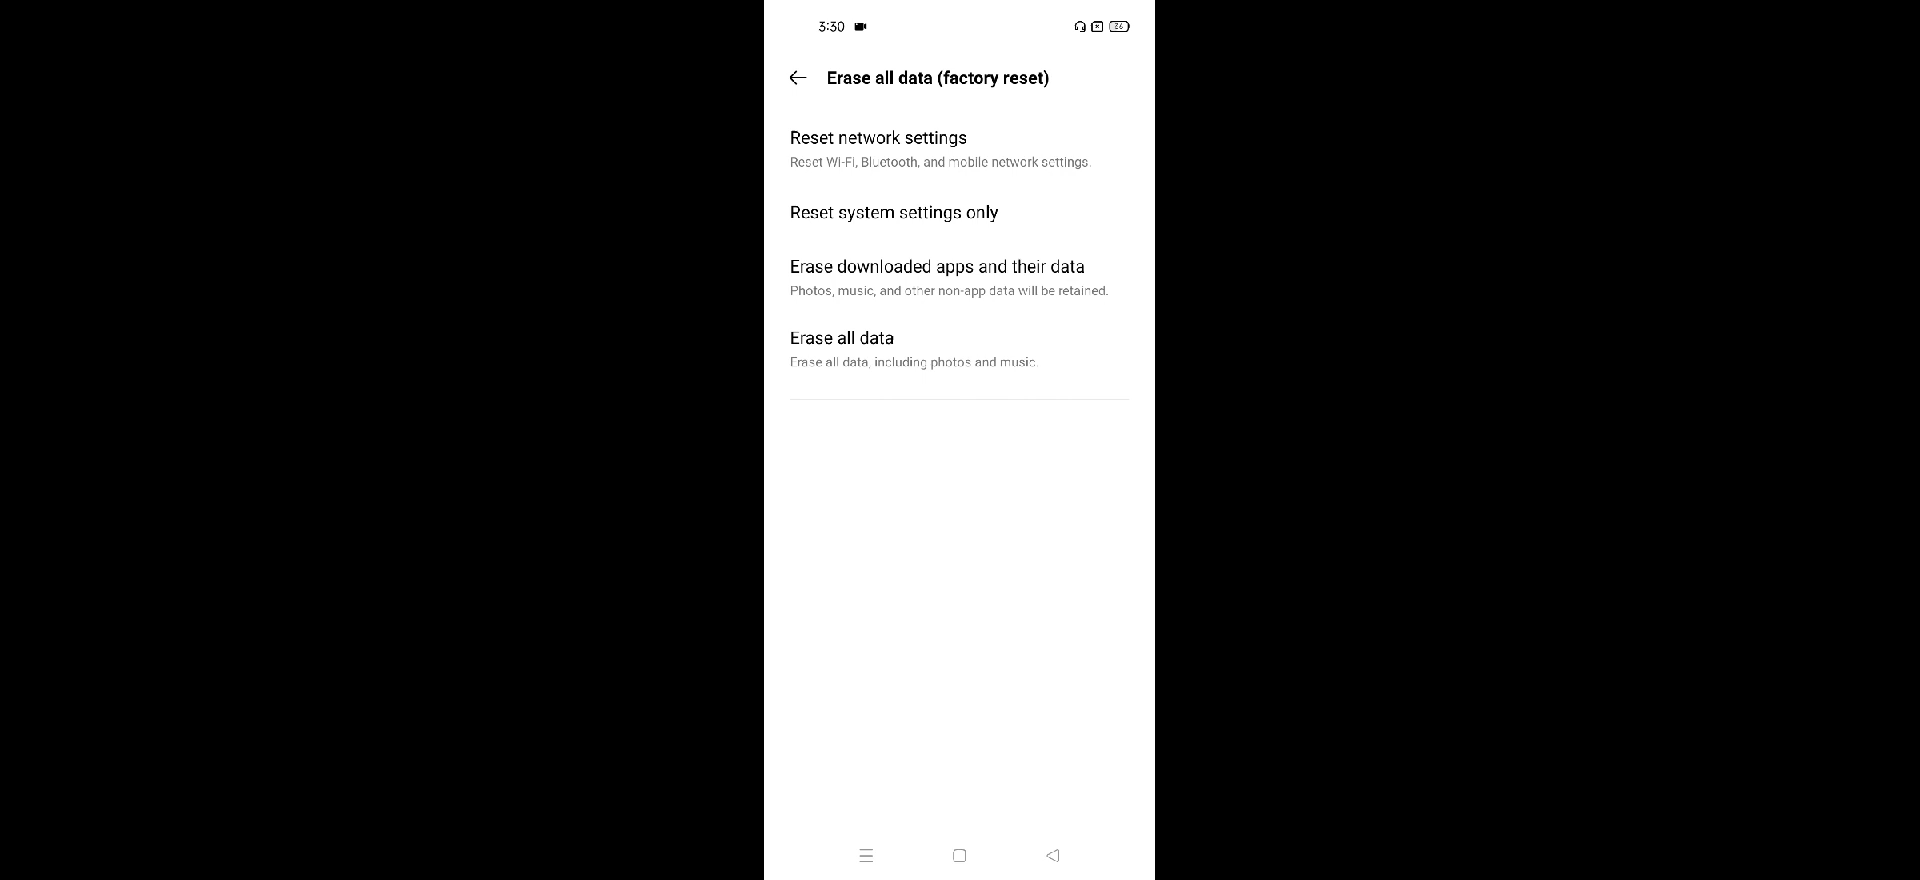 3:30
26
Erase all data (factory reset)
Reset network settings
Reset Wi-Fi, Bluetooth, and mobile network settings.
Reset system settings only
Erase downloaded apps and their data
Photos, music, and other non-app data will be retained.
Erase all data
Erase all data, including photos and music.